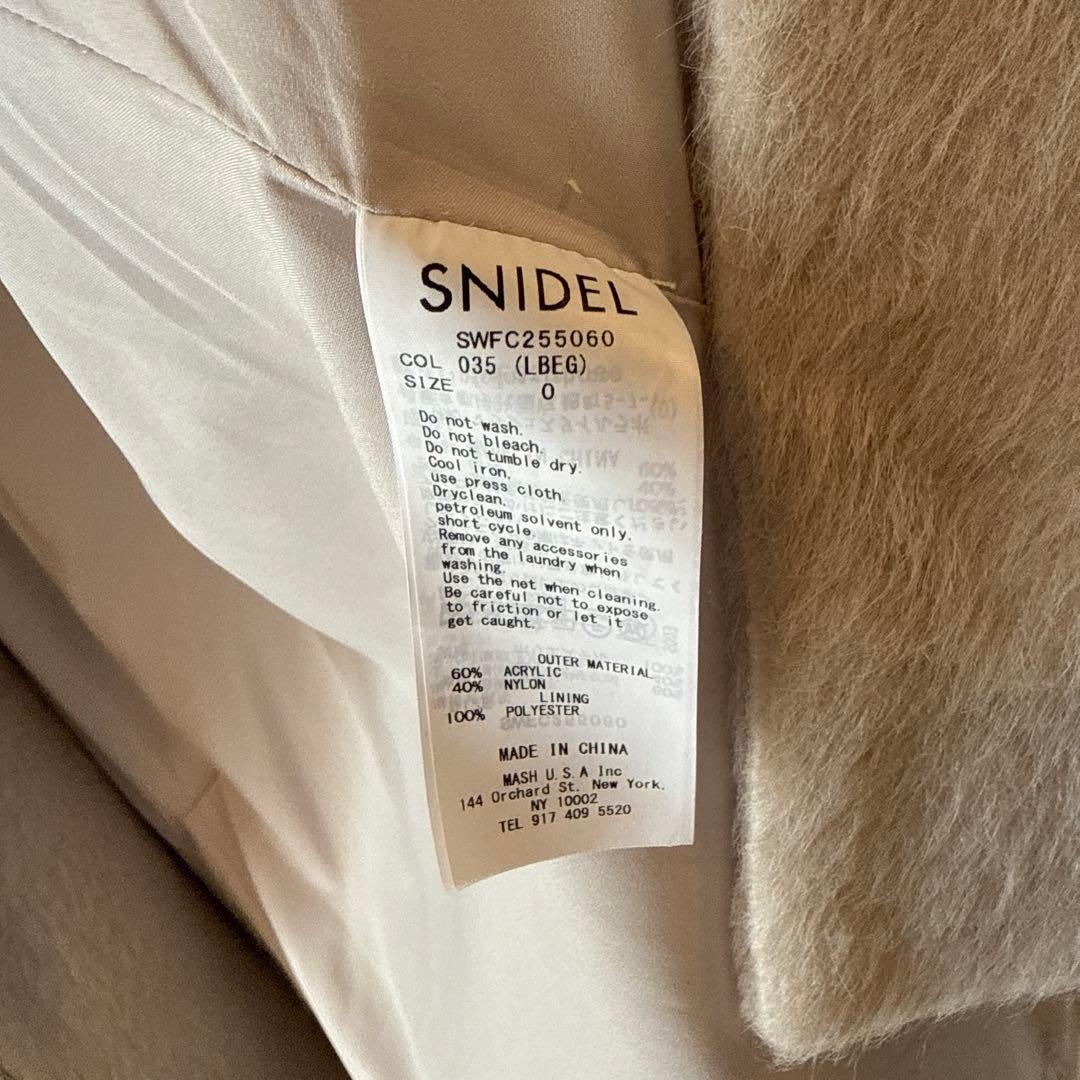 SNIDEL
SWFC255060
COL 035 (LBEG)
SIZE 0
Do not wash.
Do not bleach.
Do not tumble dry.
Cool iron.
use press cloth.
Dryclean.
petroleum solvent only.
short cycle.
Remove any accessories
from the laundry when
washing.
Use the net when cleaning.
Be careful not to expose
to friction or let it
get caught.
OUTER MATERIAL
60% ACRYLIC
40% NYLON
LINING
100% POLYESTER
MADE IN CHINA
MASH U.S.A Inc
144 Orchard St. New York.
NY 10002
TEL 917 409 5520